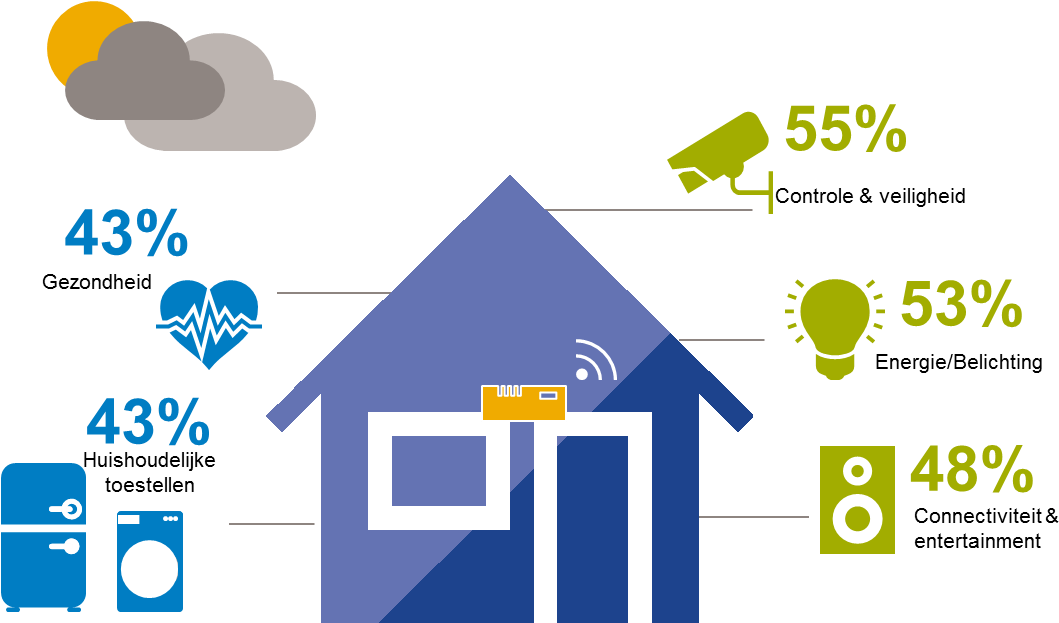 55%
Controle & veiligheid
43%
Gezondheid
53%
Energie/Belichting
43%
Huishoudelijke
toestellen
48%
Connectiviteit &
entertainment